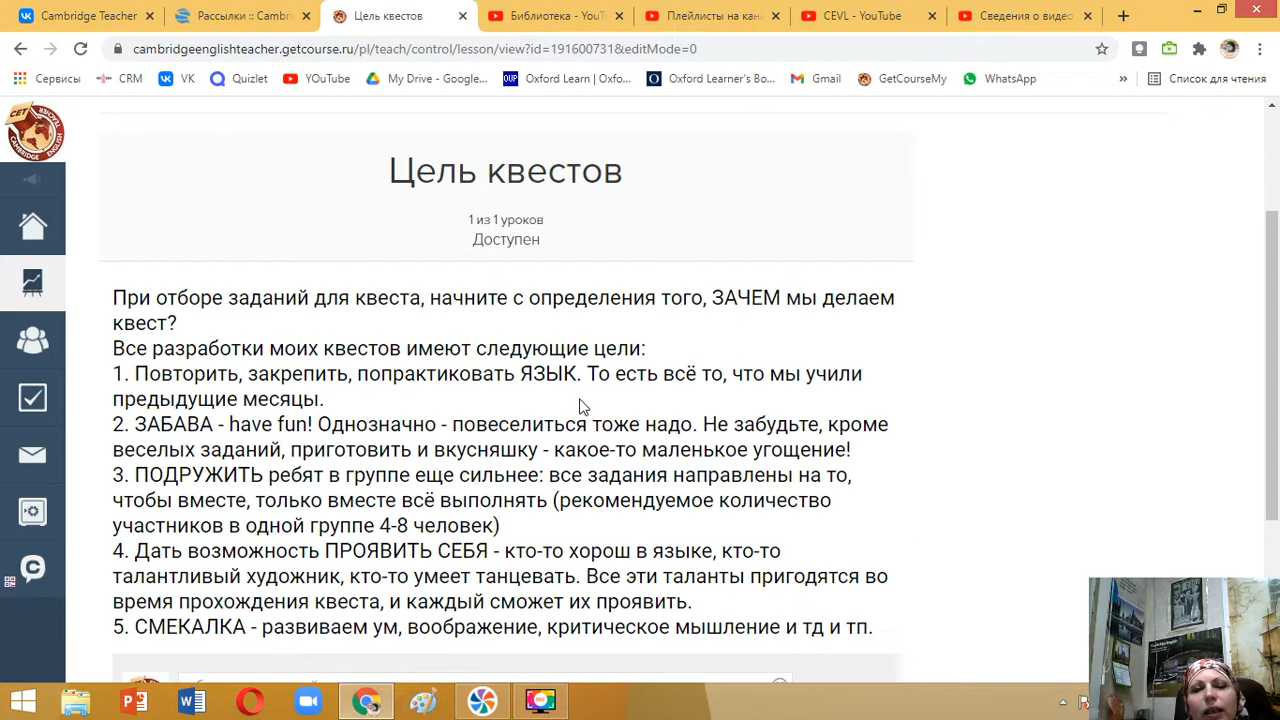 Cambridge Teacher
Рассылки :: Cambri
Цель квестов
Библиотека - YouT
Плейлисты на кана
CEVL - YouTube
Сведения о видео
cambridgeenglishteacher.getcourse.ru/pl/teach/control/lesson/view?id=191600731&editMode=0
Сервисы
CRM
VK
Quizlet
YOutube
My Drive - Google...
OUP
Oxford Learn | Oxfo...
Oxford Learner's Bo...
Gmail
GetCourseMy
WhatsApp
»
Список для чтения
CET
CAMBRIDGE ENGLISH TEACHER
Цель квестов
1 из 1 уроков
Доступен
При отборе заданий для квеста, начните с определения того, ЗАЧЕМ мы делаем
квест?
Все разработки моих квестов имеют следующие цели:
1. Повторить, закрепить, попрактиковать ЯЗЫК. То есть всё то, что мы учили
предыдущие месяцы.
2. ЗАБАВА - have fun! Однозначно - повеселиться тоже надо. Не забудьте, кроме
веселых заданий, приготовить и вкусняшку - какое-то маленькое угощение!
3. ПОДРУЖИТЬ ребят в группе еще сильнее: все задания направлены на то,
чтобы вместе, только вместе всё выполнять (рекомендуемое количество
участников в одной группе 4-8 человек)
4. Дать возможность ПРОЯВИТЬ СЕБЯ - кто-то хорош в языке, кто-то
талантливый художник, кто-то умеет танцевать. Все эти таланты пригодятся во
время прохождения квеста, и каждый сможет их проявить.
5. СМЕКАЛКА - развиваем ум, воображение, критическое мышление и тд и тп.